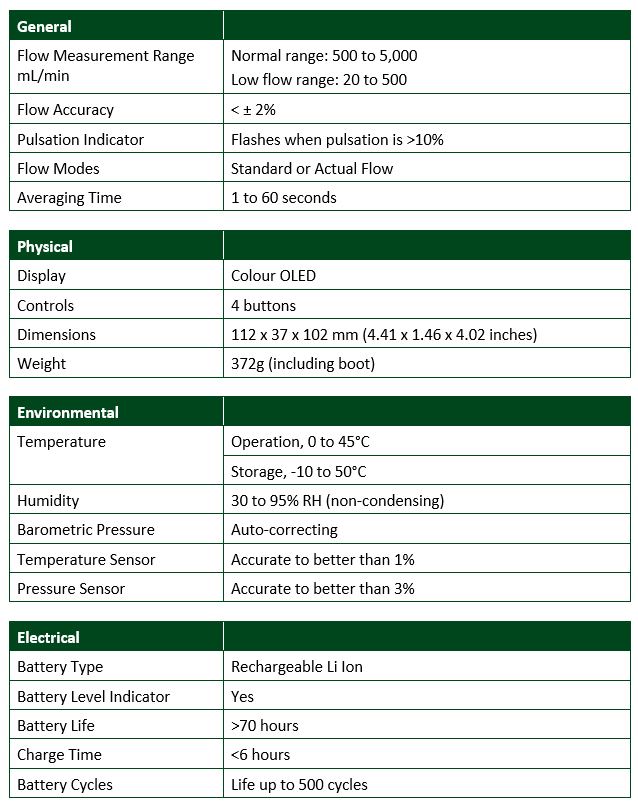 General
Flow Measurement Range Normal range: 500 to 5,000
mL/min Low flow range: 20 to 500
Flow Accuracy < ± 2%
Pulsation Indicator Flashes when pulsation is >10%
Flow Modes Standard or Actual Flow
Averaging Time 1 to 60 seconds
Physical
Display Colour OLED
Controls 4 buttons
Dimensions 112 x 37 x 102 mm (4.41 x 1.46 x 4.02 inches)
Weight 372g (including boot)
Environmental
Temperature Operation, 0 to 45°C
Storage, -10 to 50°C
Humidity 30 to 95% RH (non-condensing)
Barometric Pressure Auto-correcting
Temperature Sensor Accurate to better than 1%
Pressure Sensor Accurate to better than 3%
Electrical
Battery Type Rechargeable Li Ion
Battery Level Indicator Yes
Battery Life >70 hours
Charge Time <6 hours
Battery Cycles Life up to 500 cycles